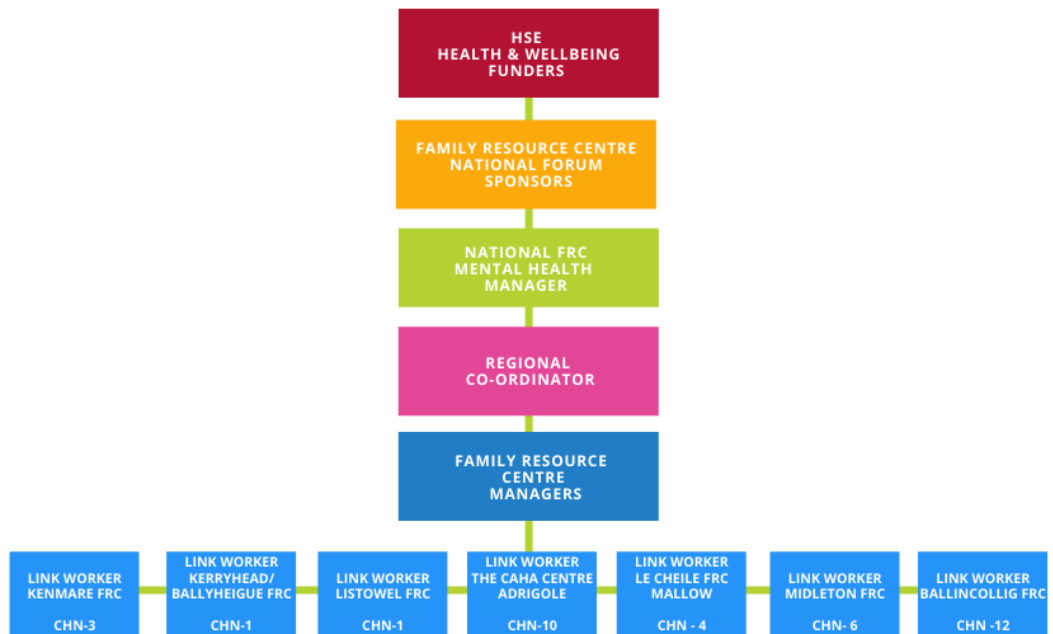 HSE
HEALTH & WELLBEING
FUNDERS
FAMILY RESOURCE CENTRE
NATIONAL FORUM
SPONSORS
NATIONAL FRC
MENTAL HEALTH
MANAGER
REGIONAL
CO-ORDINATOR
FAMILY RESOURCE
CENTRE
MANAGERS
LINK WORKER
KENMARE FRC
CHN-3
LINK WORKER
KERRYHEAD/
BALLYHEIGUE FRC
CHN-1
LINK WORKER
LISTOWEL FRC
CHN-1
LINK WORKER
THE CAHA CENTRE
ADRIGOLE
CHN-10
LINK WORKER
LE CHEILE FRC
MALLOW
CHN - 4
LINK WORKER
MIDLETON FRC
CHN- 6
LINK WORKER
BALLINCOLLIG FRC
CHN -12